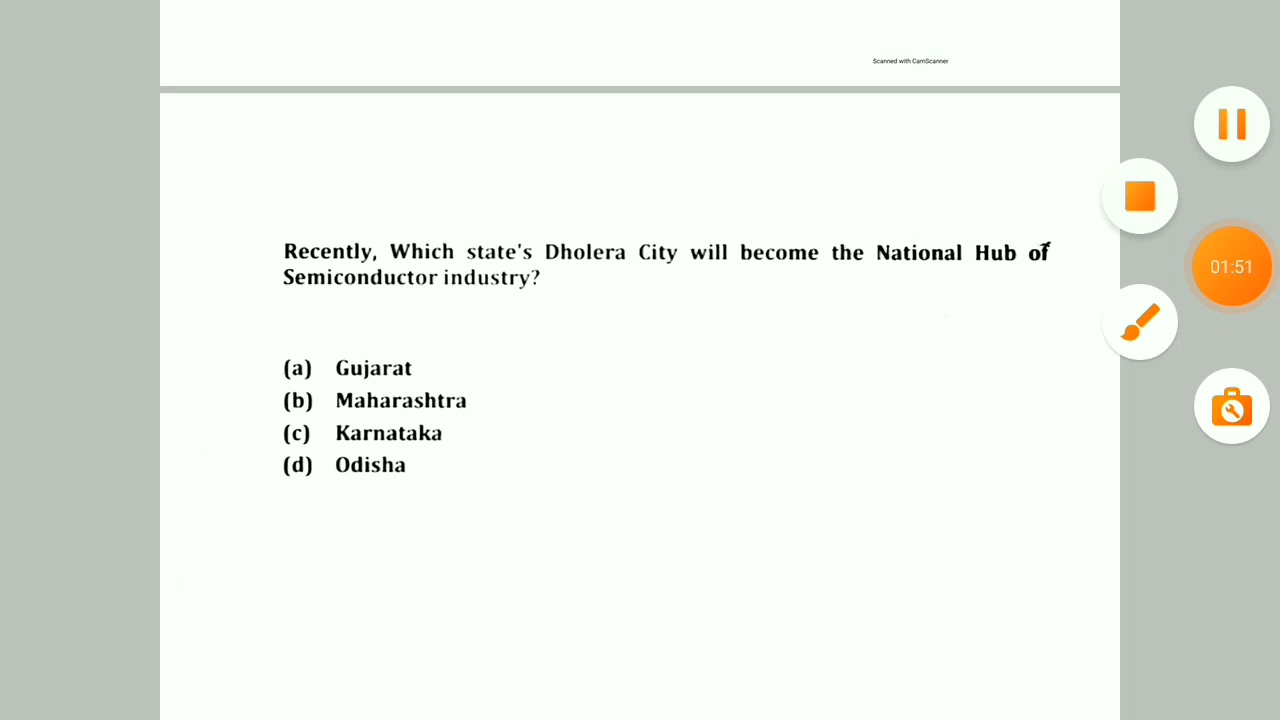 Scanned with CamScanner
Recently, Which state's Dholera City will become the National Hub of
Semiconductor industry?
(a) Gujarat
(b) Maharashtra
(c) Karnataka
(d) Odisha
01:51